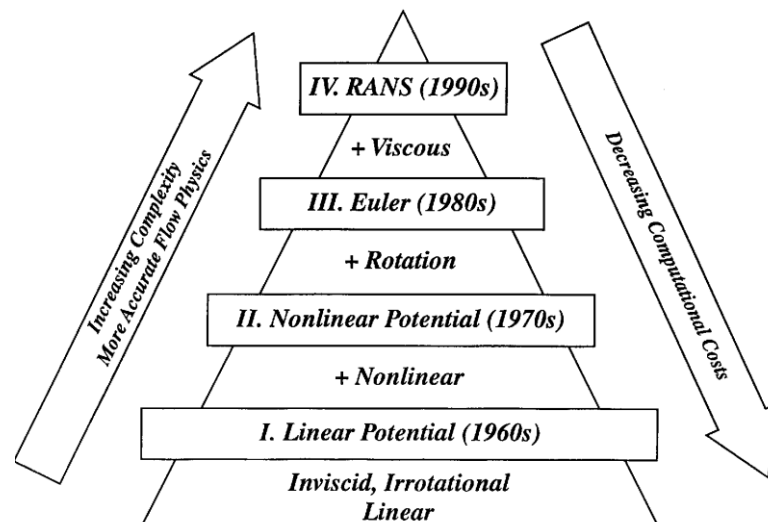 IV. RANS (1990s)
+ Viscous
III. Euler (1980s)
+ Rotation
II. Nonlinear Potential (1970s)
+ Nonlinear
I. Linear Potential (1960s)
Inviscid, Irrotational
Linear
Increasing Complexity
More Accurate Flow Physics
Decreasing Computational Costs